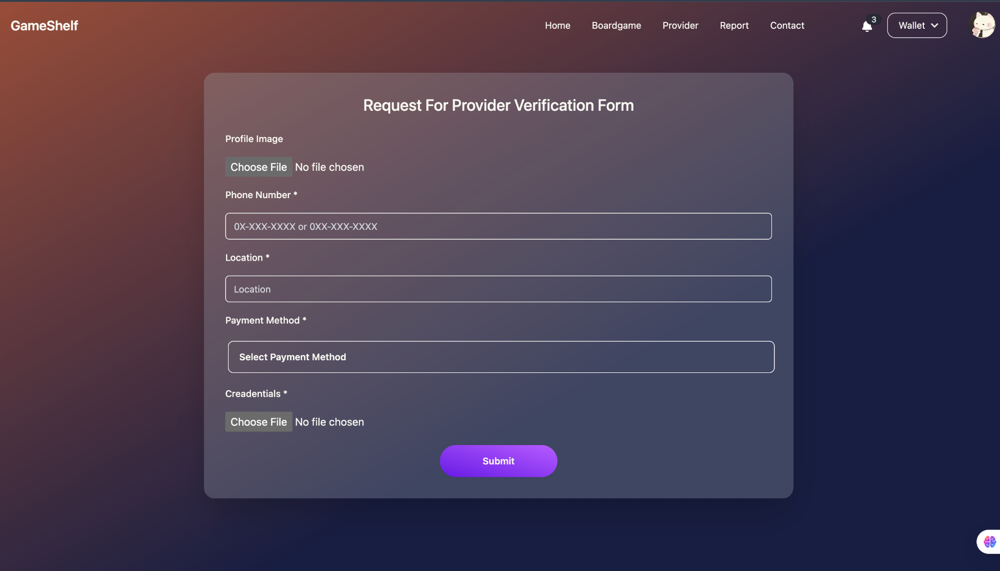 GameShelf
Home Boardgame Provider Report Contact 3 Wallet
Request For Provider Verification Form
Profile Image
Choose File No file chosen
Phone Number *
0X-XXX-XXXX or 0XX-XXX-XXXX
Location *
Location
Payment Method *
Select Payment Method
Creadentials *
Choose File No file chosen
Submit